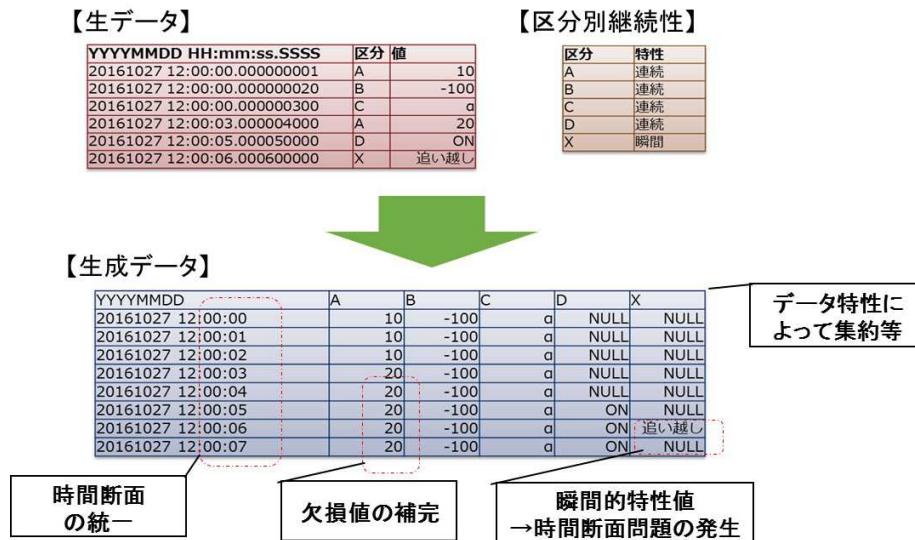 【生データ】
YYYYMMDD HH:mm:ss.SSSS 区分 値
20161027 12:00:00.000000001 A 10
20161027 12:00:00.000000020 B -100
20161027 12:00:00.000000300 C α
20161027 12:00:03.000004000 A 20
20161027 12:00:05.000050000 D ON
20161027 12:00:06.000600000 X 追い越し
【区分別継続性】
区分 特性
A 連続
B 連続
C 連続
D 連続
X 瞬間
【生成データ】
YYYYMMDD A B C D X
20161027 12:00:00 10 -100 α NULL NULL
20161027 12:00:01 10 -100 α NULL NULL
20161027 12:00:02 10 -100 α NULL NULL
20161027 12:00:03 20 -100 α NULL NULL
20161027 12:00:04 20 -100 α NULL NULL
20161027 12:00:05 20 -100 α ON NULL
20161027 12:00:06 20 -100 α ON 追い越し
20161027 12:00:07 20 -100 α ON NULL
データ特性に
よって集約等
時間断面
の統一
欠損値の補完
瞬間的特性値
→時間断面問題の発生